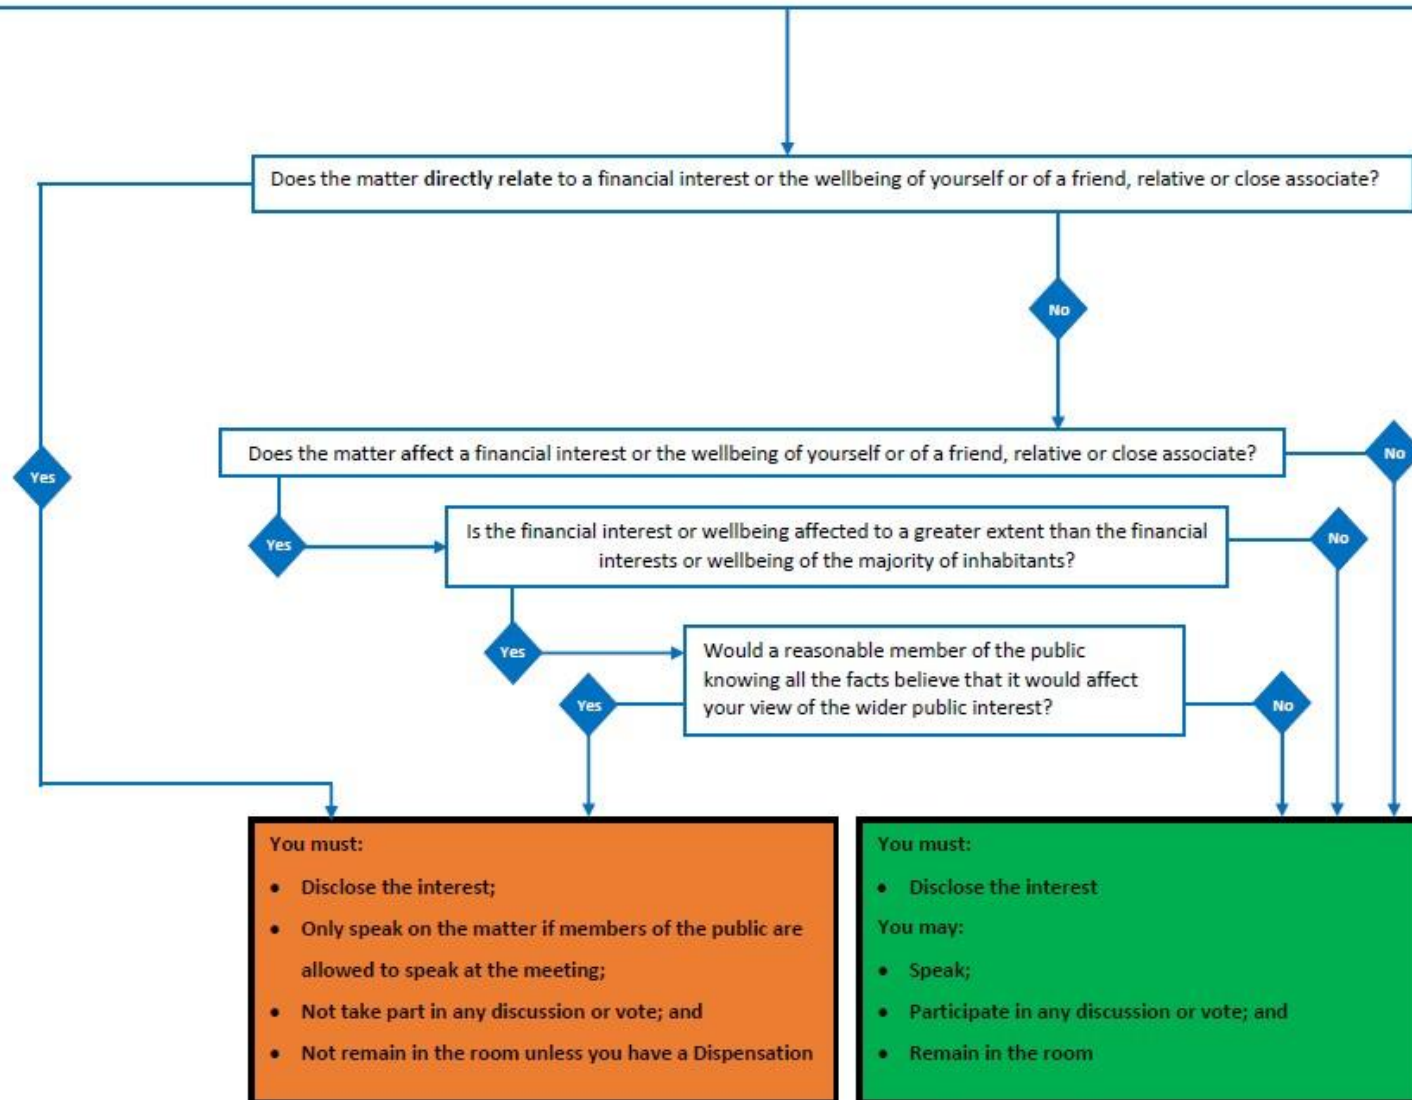 Does the matter directly relate to a financial interest or the wellbeing of yourself or of a friend, relative or close associate?
No
Does the matter affect a financial interest or the wellbeing of yourself or of a friend, relative or close associate?
No
Yes
Yes
Is the financial interest or wellbeing affected to a greater extent than the financial
interests or wellbeing of the majority of inhabitants?
No
Yes
Would a reasonable member of the public
knowing all the facts believe that it would affect
your view of the wider public interest?
Yes
No
You must:
• Disclose the interest;
• Only speak on the matter if members of the public are
allowed to speak at the meeting;
• Not take part in any discussion or vote; and
• Not remain in the room unless you have a Dispensation
You must:
• Disclose the interest
You may:
• Speak;
• Participate in any discussion or vote; and
• Remain in the room